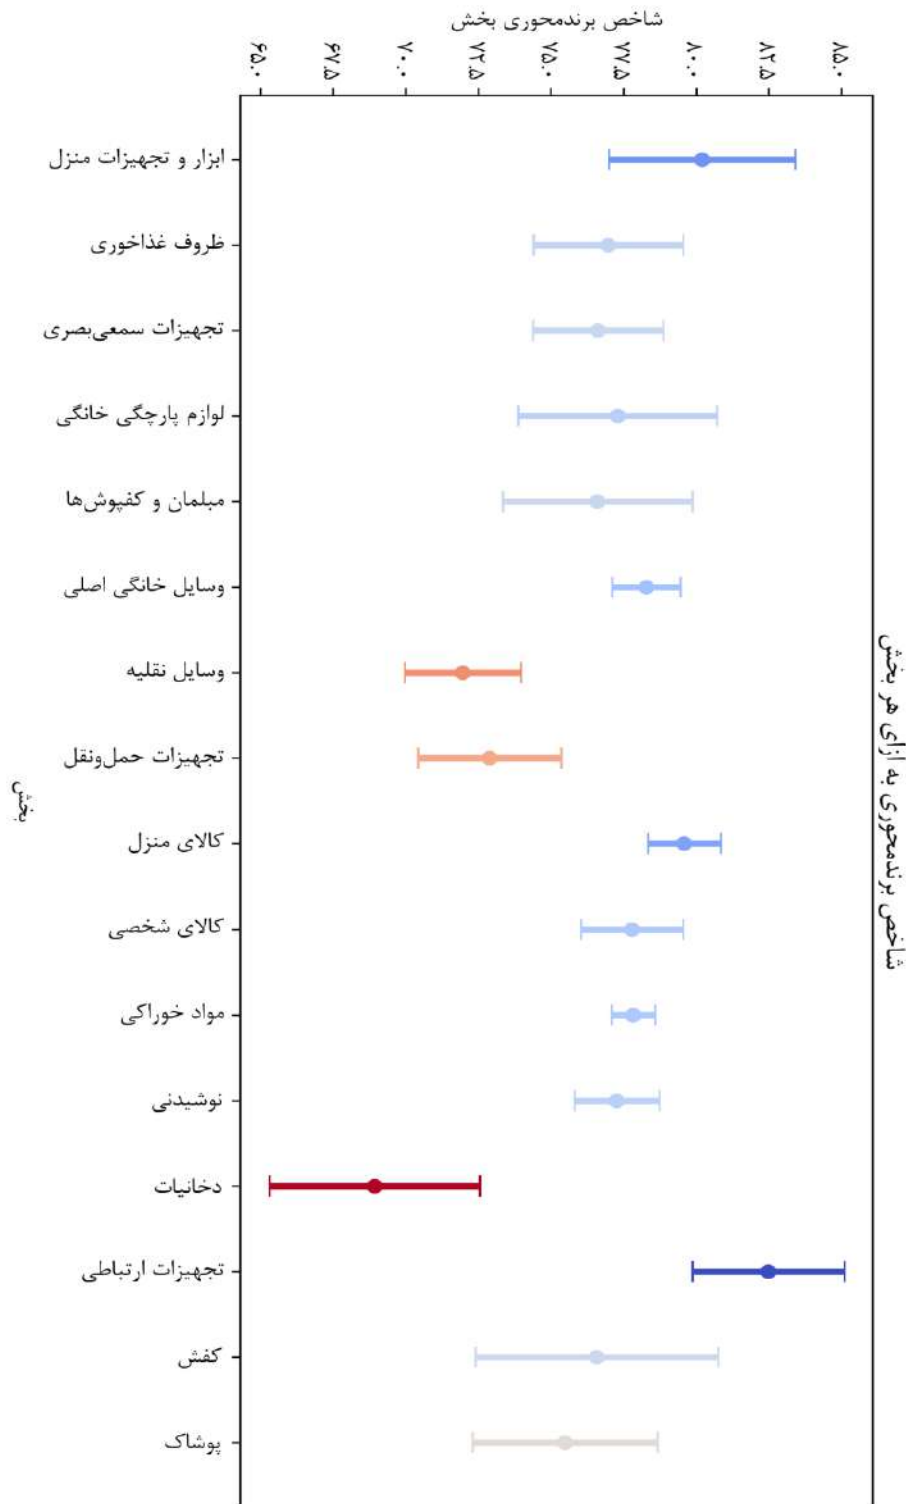 شاخص برندمحوری به ازای هر بخش
شاخص برندمحوری بخش
۶۵.۰
۶۷.۵
۷۰.۰
۷۲.۵
۷۵.۰
۷۷.۵
۸۰.۰
۸۲.۵
۸۵.۰
ابزار و تجهیزات منزل
ظروف غذاخوری
تجهیزات سمعی‌بصری
لوازم پارچگی خانگی
مبلمان و کفپوش‌ها
وسایل خانگی اصلی
وسایل نقلیه
تجهیزات حمل‌ونقل
کالای منزل
کالای شخصی
مواد خوراکی
نوشیدنی
دخانیات
تجهیزات ارتباطی
کفش
پوشاک
بخش